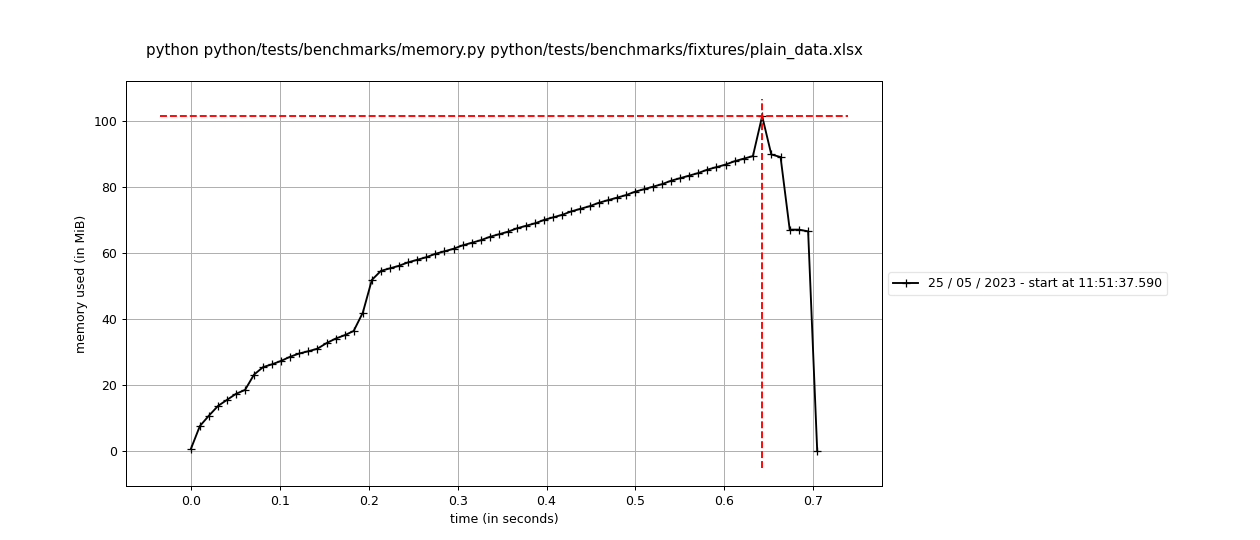 python python/tests/benchmarks/memory.py python/tests/benchmarks/fixtures/plain_data.xlsx
100
80
60
40
20
0
memory used (in MiB)
0.0 0.1 0.2 0.3 0.4 0.5 0.6 0.7
time (in seconds)
25 / 05 / 2023 - start at 11:51:37.590